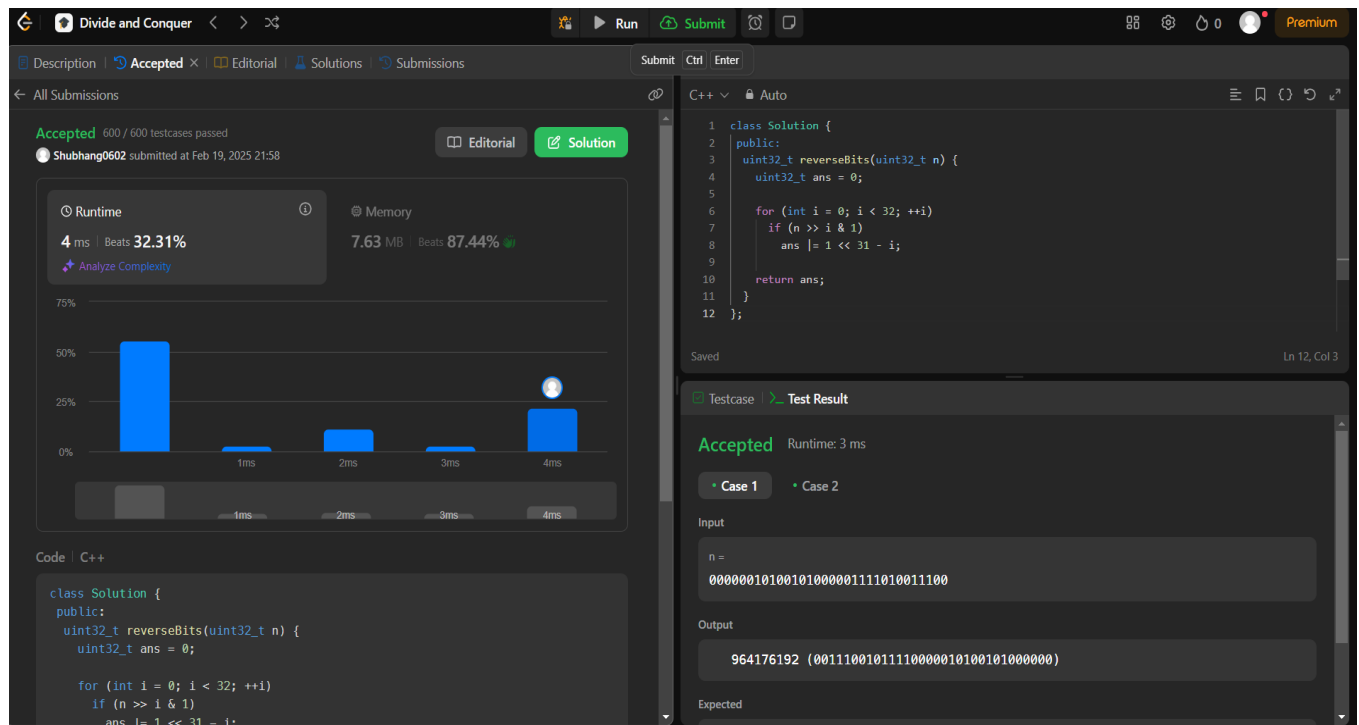 Divide and Conquer
Run
Submit
0
Premium
Description
Accepted
Editorial
Solutions
Submissions
Submit Ctrl Enter
All Submissions
Accepted 600 / 600 testcases passed
Shubhang0602 submitted at Feb 19, 2025 21:58
Editorial
Solution
Runtime
4 ms Beats 32.31%
Analyze Complexity
Memory
7.63 MB Beats 87.44%
75%
50%
25%
0%
1ms 2ms 3ms 4ms
1ms 2ms 3ms 4ms
Code C++
class Solution {
public:
uint32_t reverseBits(uint32_t n) {
uint32_t ans = 0;
for (int i = 0; i < 32; ++i)
if (n >> i & 1)
ans |= 1 << 31 - i;
C++ Auto
1 class Solution {
2 public:
3 uint32_t reverseBits(uint32_t n) {
4 uint32_t ans = 0;
5
6 for (int i = 0; i < 32; ++i)
7 if (n >> i & 1)
8 ans |= 1 << 31 - i;
9
10 return ans;
11 }
12 };
Saved
Ln 12, Col 3
Testcase
Test Result
Accepted Runtime: 3 ms
Case 1
Case 2
Input
n =
00000010100101000001111010011100
Output
964176192 (00111001011110000010100101000000)
Expected